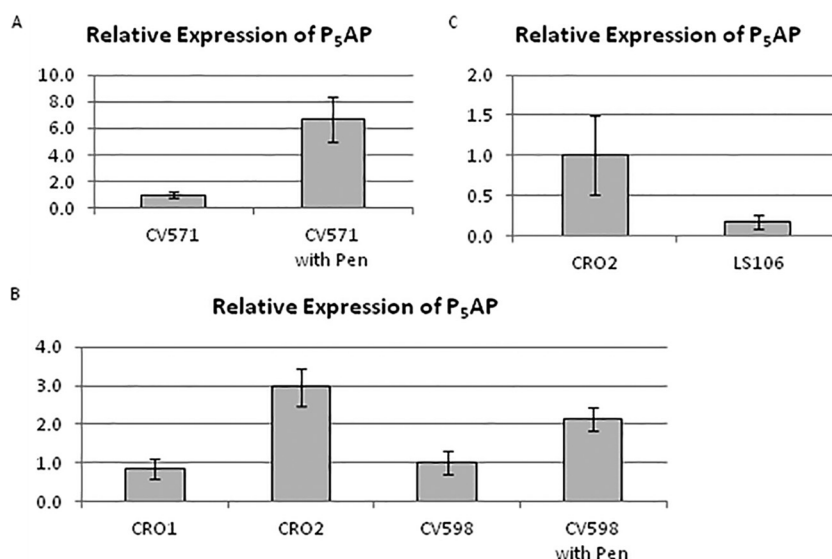 A
Relative Expression of P₅AP
10.0
8.0
6.0
4.0
2.0
0.0
CV571
CV571
with Pen
C
Relative Expression of P₅AP
2.0
1.5
1.0
0.5
0.0
CRO2
LS106
B
Relative Expression of P₅AP
4.0
3.0
2.0
1.0
0.0
CRO1
CRO2
CV598
CV598
with Pen